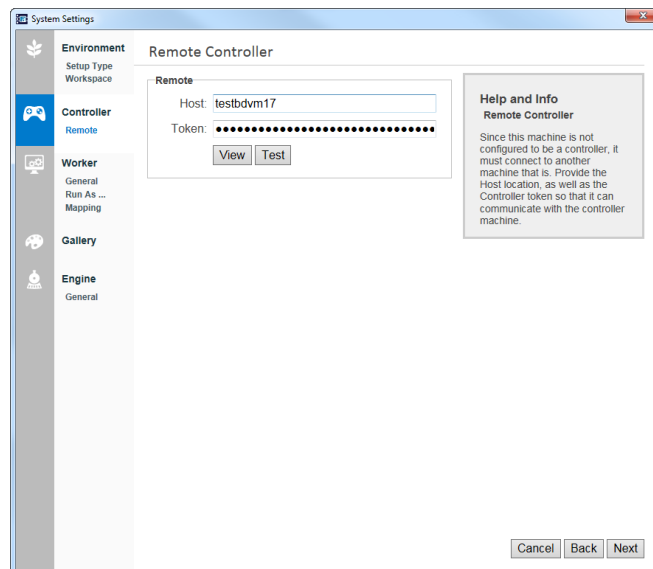 System Settings
Environment
Setup Type
Workspace
Controller
Remote
Worker
General
Run As ...
Mapping
Gallery
Engine
General
Remote Controller
Remote
Host: testbdvm17
Token: ●●●●●●●●●●●●●●●●●●●●●●●●●●●●●●●
View Test
Help and Info
Remote Controller
Since this machine is not
configured to be a controller, it
must connect to another
machine that is. Provide the
Host location, as well as the
Controller token so that it can
communicate with the controller
machine.
Cancel Back Next